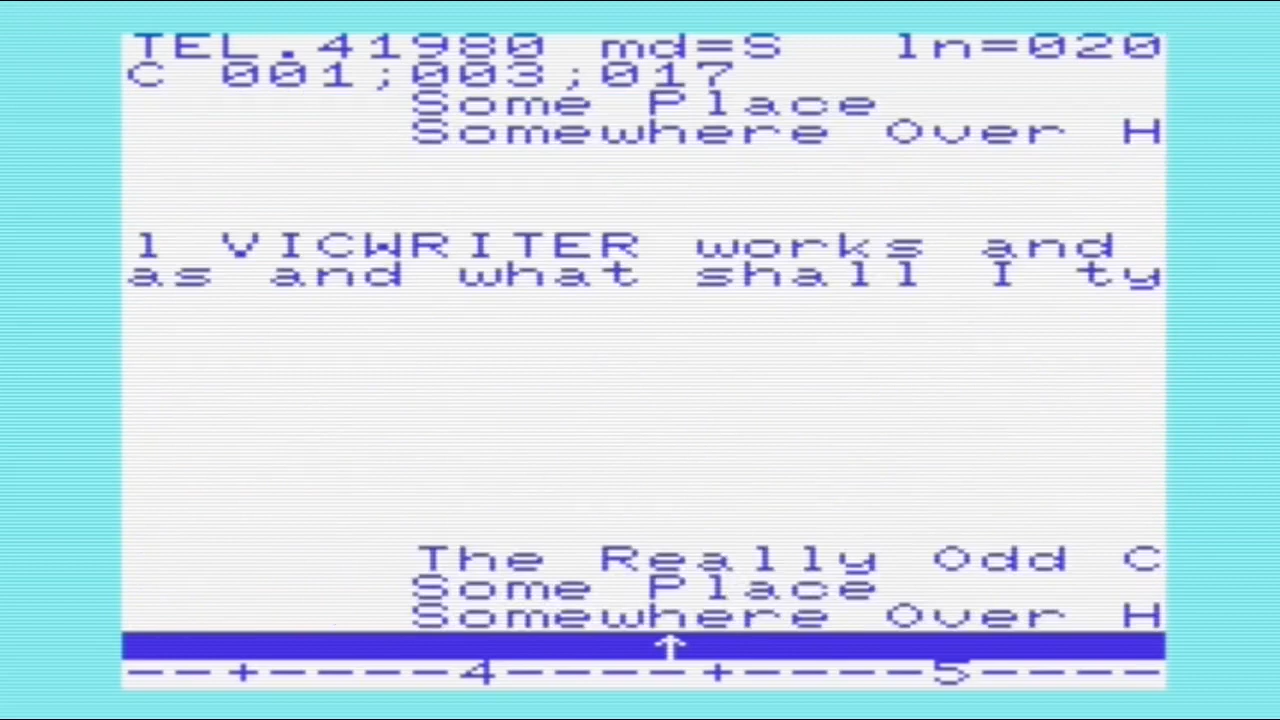 TEL.41980 md=S ln=020
C 001;003;017
Some Place
Somewhere Over H
l VICWRITER works and
as and what shall I ty
The Really Odd C
Some Place
Somewhere Over H
↑
--+----4----+----5----